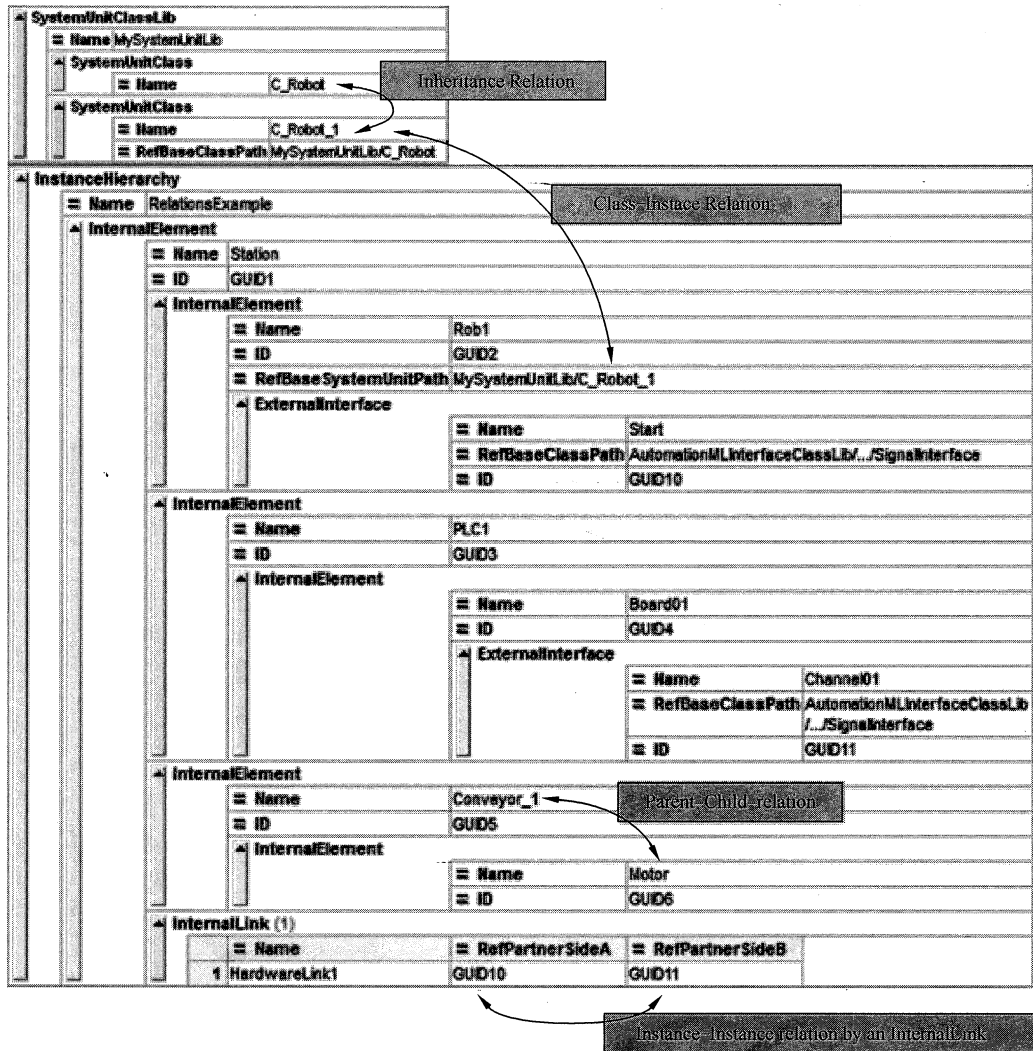 SystemUnitClassLib
= Name MySystemUnitLib
SystemUnitClass
Inheritance Relation
= Name C_Robot
SystemUnitClass
= Name C_Robot_1
= RefBaseClassPath MySystemUnitLib/C_Robot
InstanceHierarchy
= Name RelationsExample
Class-Instace Relation
InternalElement
= Name Station
= ID GUID1
InternalElement
= Name Rob1
= ID GUID2
= RefBaseSystemUnitPath MySystemUnitLib/C_Robot_1
ExternalInterface
= Name Start
= RefBaseClassPath AutomationMLInterfaceClassLib/.../SignalInterface
= ID GUID10
InternalElement
= Name PLC1
= ID GUID3
InternalElement
= Name Board01
= ID GUID4
ExternalInterface
= Name Channel01
= RefBaseClassPath AutomationMLInterfaceClassLib
/.../SignalInterface
= ID GUID11
InternalElement
= Name Conveyor_1
Parent-Child-relation
= ID GUID5
InternalElement
= Name Motor
= ID GUID6
InternalLink (1)
= Name = RefPartnerSideA = RefPartnerSideB
1 HardwareLink1 GUID10 GUID11
Instance-Instance relation by an InternalLink